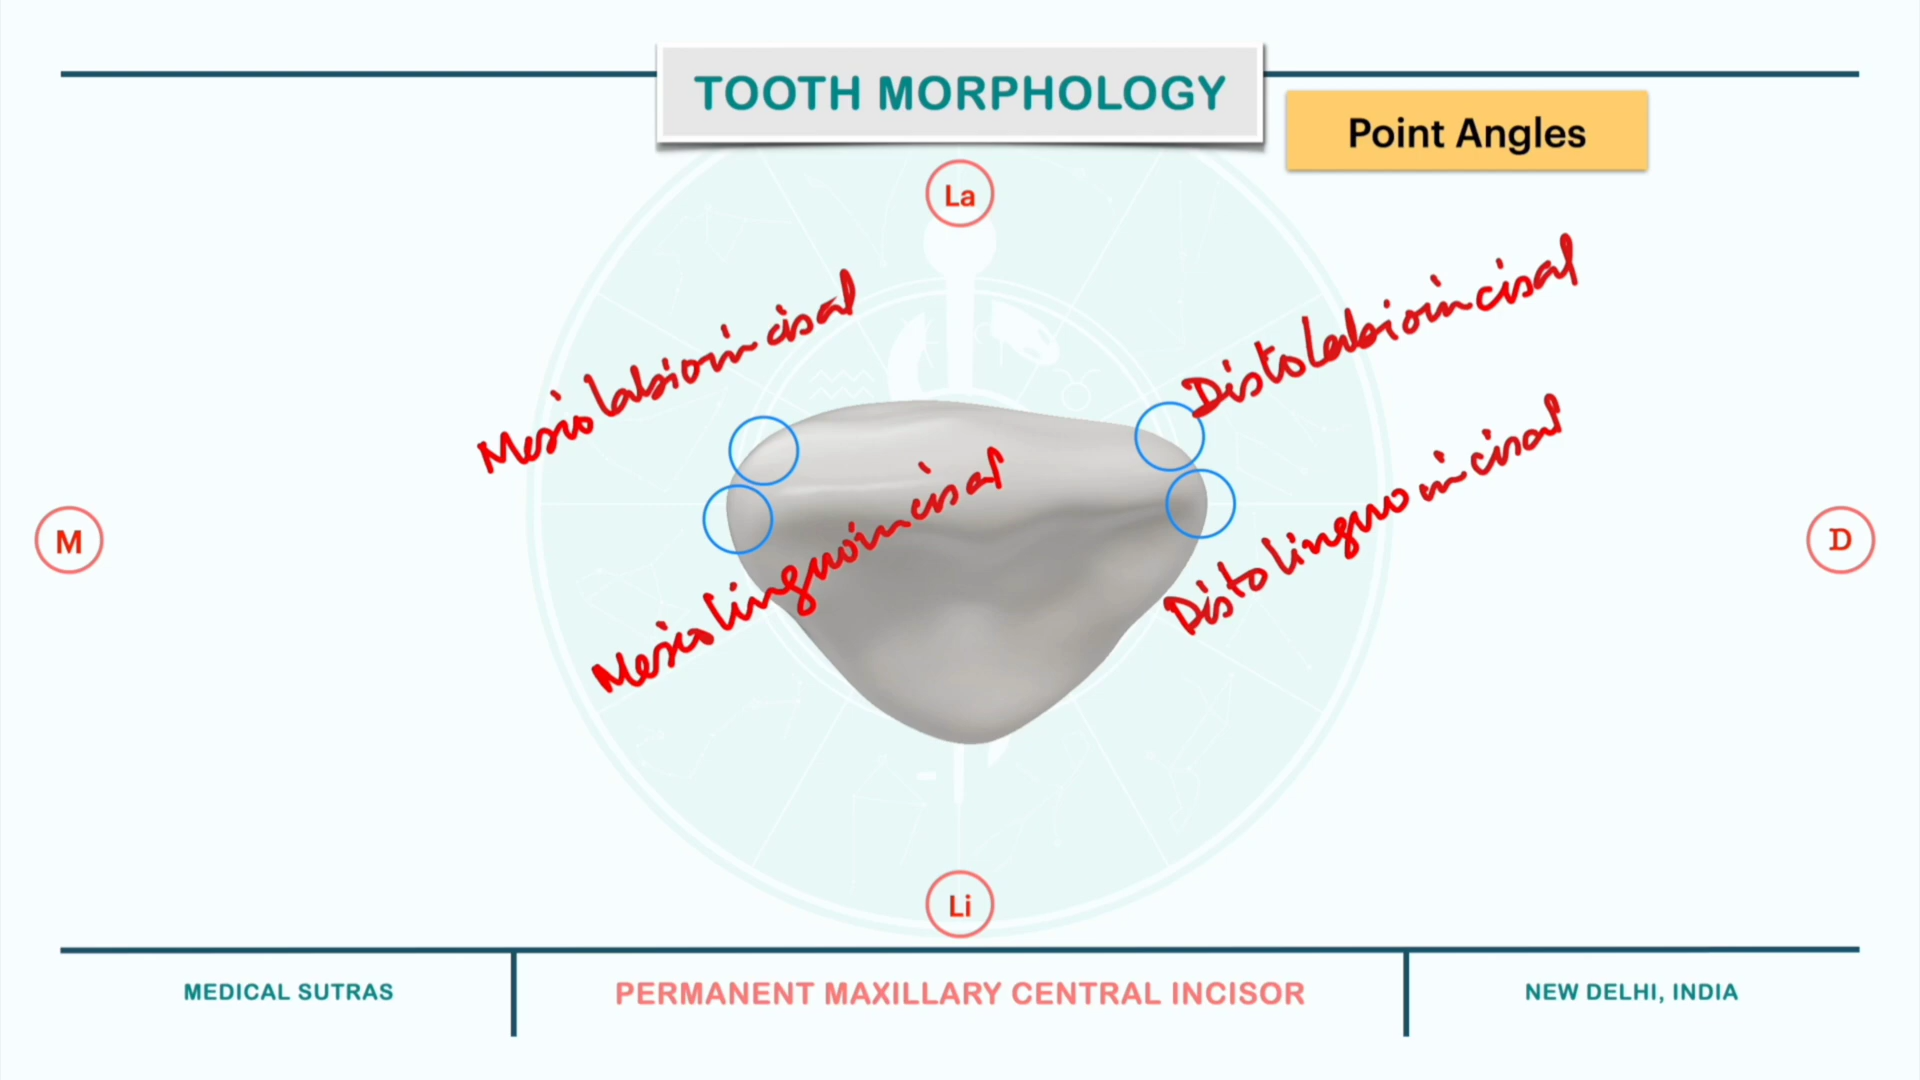 TOOTH MORPHOLOGY
Point Angles
La
Mesiolabioincisal
Distolabioincisal
Mesiolinguoincisal
Distolinguoincisal
M
D
Li
MEDICAL SUTRAS
PERMANENT MAXILLARY CENTRAL INCISOR
NEW DELHI, INDIA